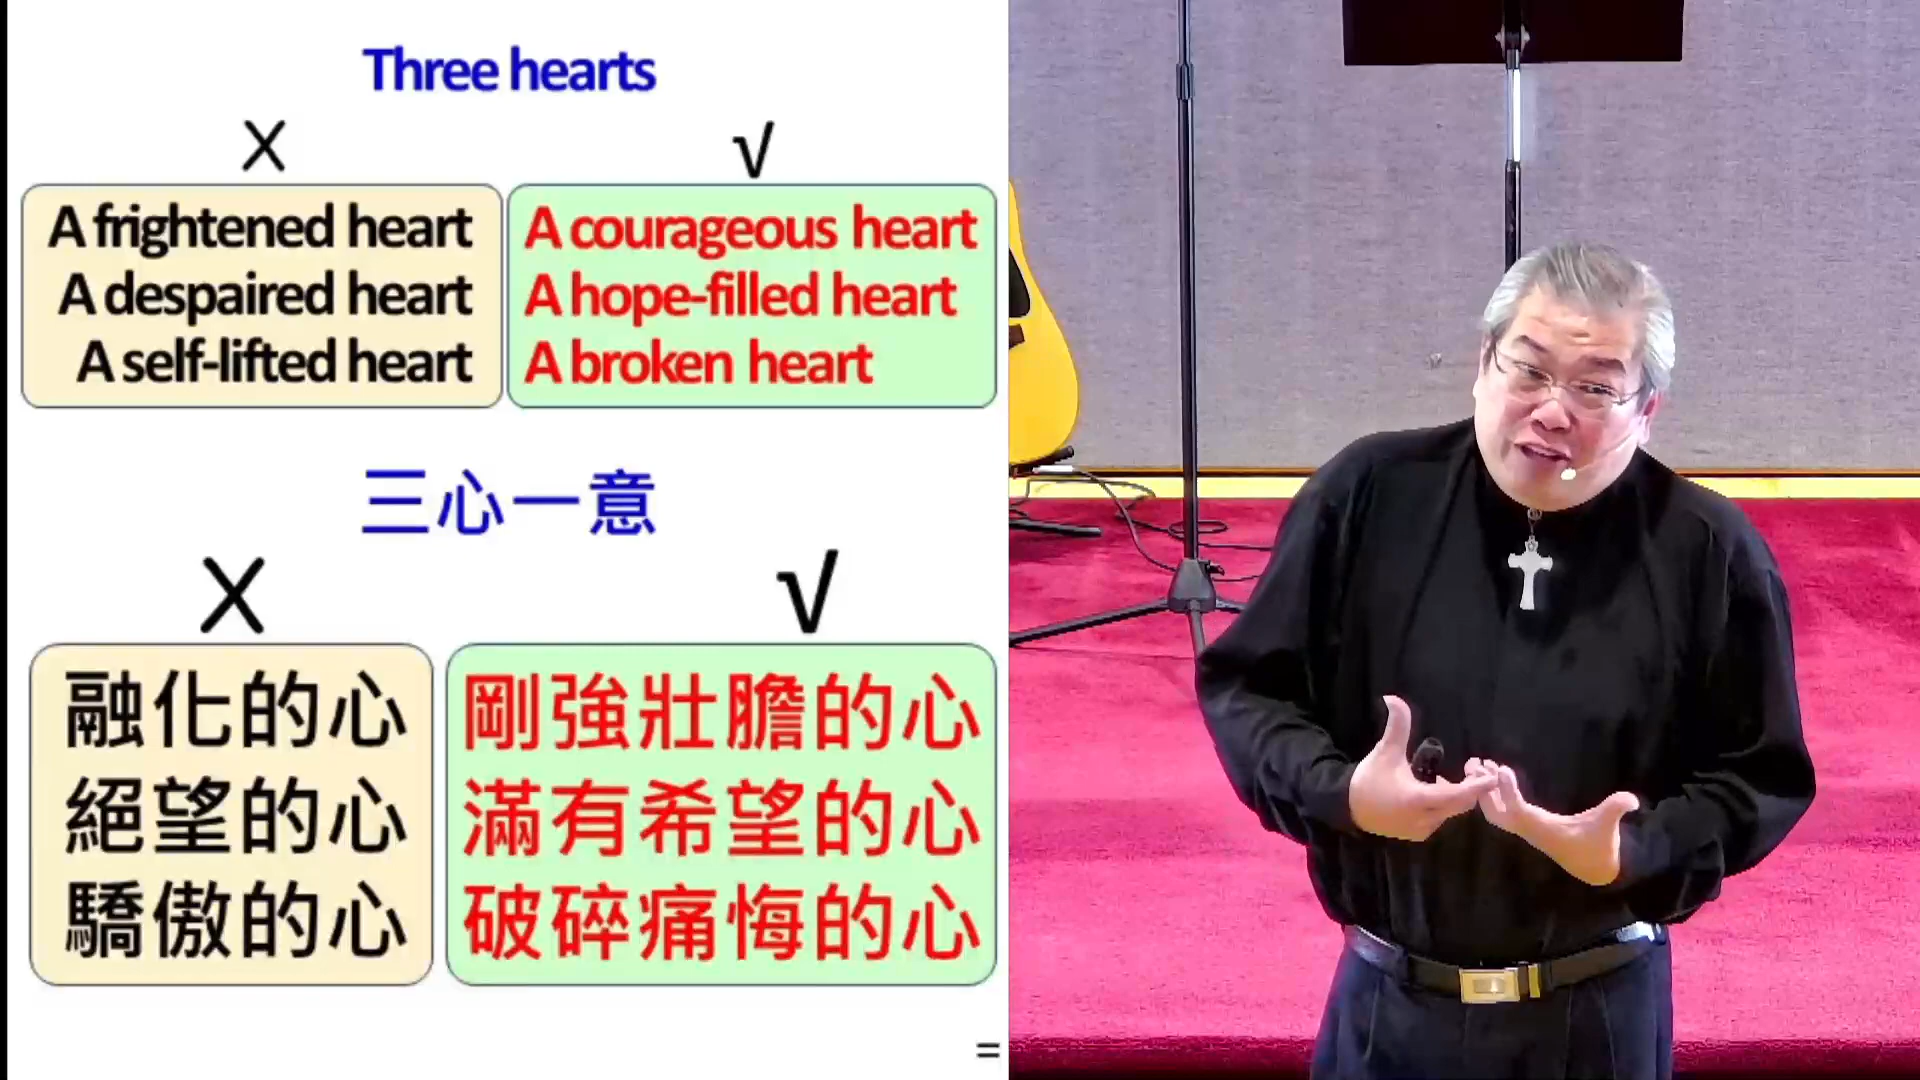 Three hearts
X √
A frightened heart
A despaired heart
A self-lifted heart
A courageous heart
A hope-filled heart
A broken heart
三心一意
X √
融化的心
絕望的心
驕傲的心
剛強壯膽的心
滿有希望的心
破碎痛悔的心
=